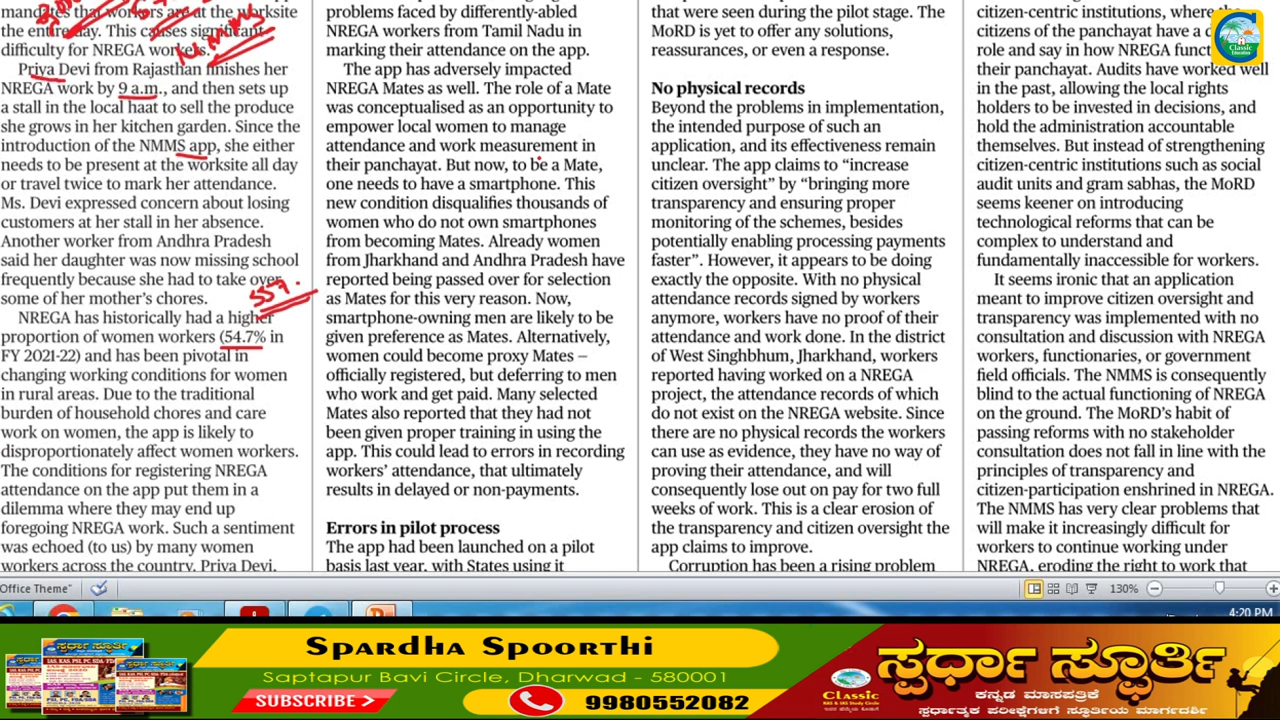 mandates that workers are at the worksite
the entire day. This causes significant
difficulty for NREGA workers.
Priya Devi from Rajasthan finishes her
NREGA work by 9 a.m., and then sets up
a stall in the local haat to sell the produce
she grows in her kitchen garden. Since the
introduction of the NMMS app, she either
needs to be present at the worksite all day
or travel twice to mark her attendance.
Ms. Devi expressed concern about losing
customers at her stall in her absence.
Another worker from Andhra Pradesh
said her daughter was now missing school
frequently because she had to take over
some of her mother's chores.
55%.
NREGA has historically had a higher
proportion of women workers (54.7% in
FY 2021-22) and has been pivotal in
changing working conditions for women
in rural areas. Due to the traditional
burden of household chores and care
work on women, the app is likely to
disproportionately affect women workers.
The conditions for registering NREGA
attendance on the app put them in a
dilemma where they may end up
foregoing NREGA work. Such a sentiment
was echoed (to us) by many women
workers across the country. Priya Devi,
problems faced by differently-abled
NREGA workers from Tamil Nadu in
marking their attendance on the app.
The app has adversely impacted
NREGA Mates as well. The role of a Mate
was conceptualised as an opportunity to
empower local women to manage
attendance and work measurement in
their panchayat. But now, to be a Mate,
one needs to have a smartphone. This
new condition disqualifies thousands of
women who do not own smartphones
from becoming Mates. Already women
from Jharkhand and Andhra Pradesh have
reported being passed over for selection
as Mates for this very reason. Now,
smartphone-owning men are likely to be
given preference as Mates. Alternatively,
women could become proxy Mates —
officially registered, but deferring to men
who work and get paid. Many selected
Mates also reported that they had not
been given proper training in using the
app. This could lead to errors in recording
workers' attendance, that ultimately
results in delayed or non-payments.
Errors in pilot process
The app had been launched on a pilot
basis last year, with States using it
that were seen during the pilot stage. The
MoRD is yet to offer any solutions,
reassurances, or even a response.
No physical records
Beyond the problems in implementation,
the intended purpose of such an
application, and its effectiveness remain
unclear. The app claims to “increase
citizen oversight” by “bringing more
transparency and ensuring proper
monitoring of the schemes, besides
potentially enabling processing payments
faster”. However, it appears to be doing
exactly the opposite. With no physical
attendance records signed by workers
anymore, workers have no proof of their
attendance and work done. In the district
of West Singhbhum, Jharkhand, workers
reported having worked on a NREGA
project, the attendance records of which
do not exist on the NREGA website. Since
there are no physical records the workers
can use as evidence, they have no way of
proving their attendance, and will
consequently lose out on pay for two full
weeks of work. This is a clear erosion of
the transparency and citizen oversight the
app claims to improve.
Corruption has been a rising problem
citizen-centric institutions, where the
citizens of the panchayat have a
role and say in how NREGA
their panchayat. Audits have worked well
in the past, allowing the local rights
holders to be invested in decisions, and
hold the administration accountable
themselves. But instead of strengthening
citizen-centric institutions such as social
audit units and gram sabhas, the MoRD
seems keener on introducing
technological reforms that can be
complex to understand and
fundamentally inaccessible for workers.
It seems ironic that an application
meant to improve citizen oversight and
transparency was implemented with no
consultation and discussion with NREGA
workers, functionaries, or government
field officials. The NMMS is consequently
blind to the actual functioning of NREGA
on the ground. The MoRD's habit of
passing reforms with no stakeholder
consultation does not fall in line with the
principles of transparency and
citizen-participation enshrined in NREGA.
The NMMS has very clear problems that
will make it increasingly difficult for
workers to continue working under
NREGA, eroding the right to work that
Classic
Education
Office Theme"
130%
4:20 PM
Spardha Spoorthi
Saptapur Bavi Circle, Dharwad - 580001
SUBSCRIBE
9980552082
Classic
ಸ್ಪರ್ಧಾ ಸ್ಫೂರ್ತಿ
ಕನ್ನಡ ಮಾಸಪತ್ರಿಕೆ
ಸ್ಪರ್ಧಾತ್ಮಕ ಪರೀಕ್ಷೆಗಳಿಗೆ ಸ್ಫೂರ್ತಿಯ ಮಾರ್ಗದರ್ಶಿ